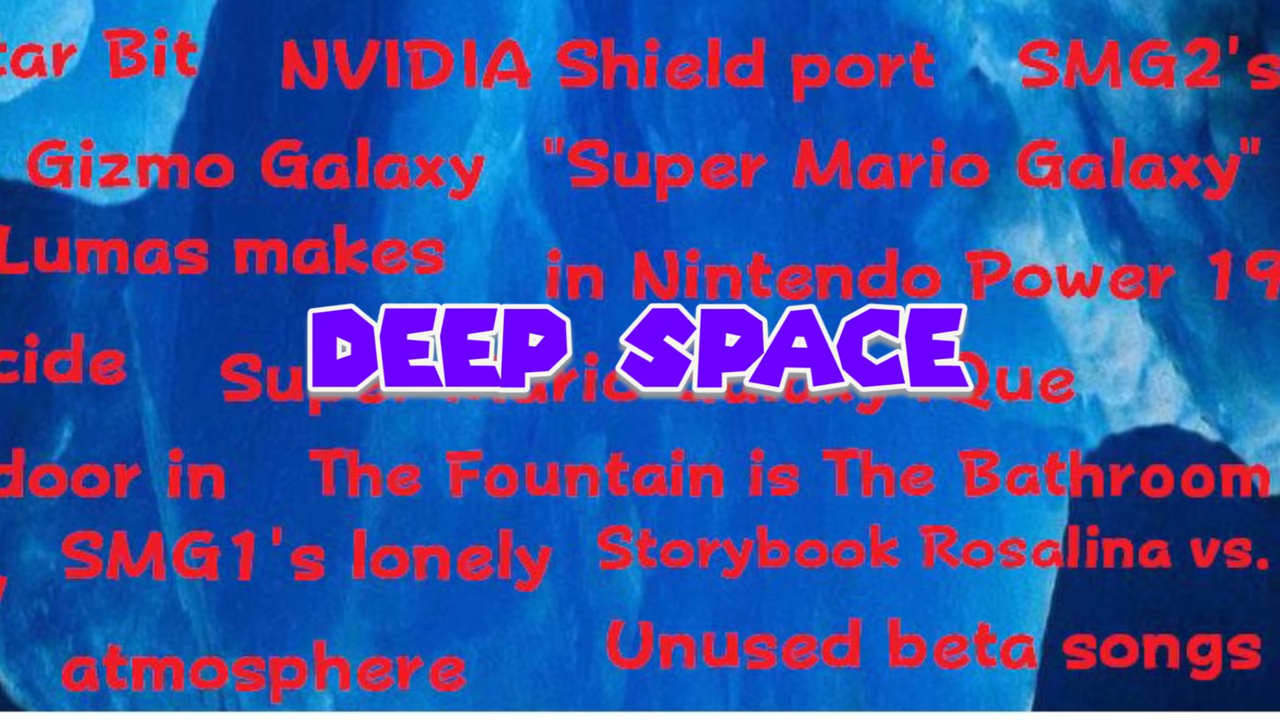 tar Bit NVIDIA Shield port SMG2's
Gizmo Galaxy "Super Mario Galaxy"
Lumas makes in Nintendo Power 19
DEEP SPACE
cide Que
door in The Fountain is The Bathroom
SMG1's lonely Storybook Rosalina vs.
atmosphere Unused beta songs